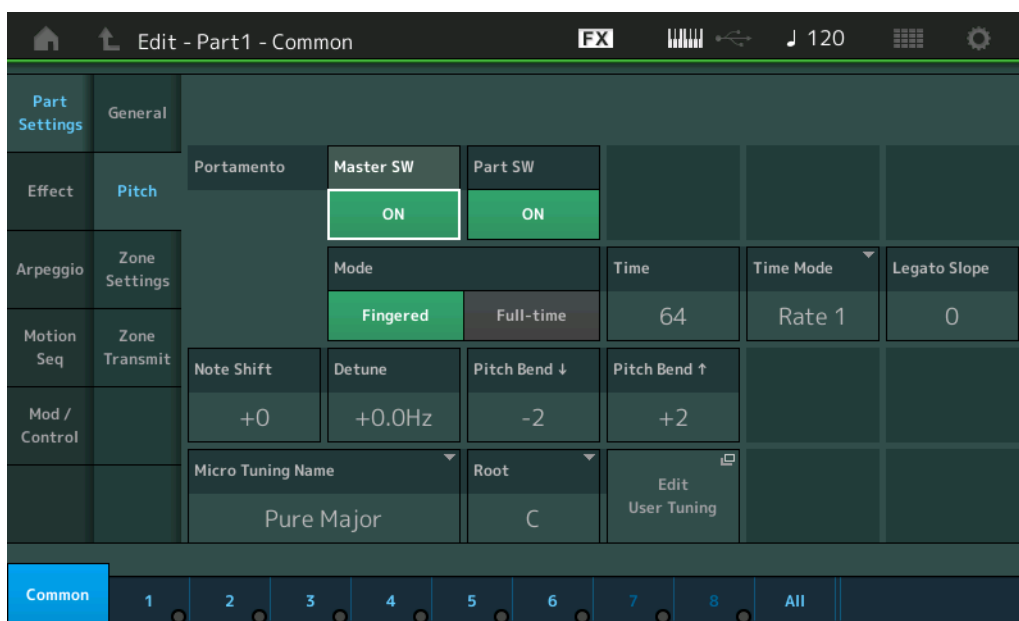 Edit - Part1 - Common
FX
♩ 120
Part Settings
General
Effect
Pitch
Arpeggio
Zone Settings
Motion Seq
Zone Transmit
Mod / Control
Portamento
Master SW
Part SW
ON
ON
Mode
Time
Time Mode
Legato Slope
Fingered
Full-time
64
Rate 1
0
Note Shift
Detune
Pitch Bend ↓
Pitch Bend ↑
+0
+0.0Hz
-2
+2
Micro Tuning Name
Root
Edit User Tuning
Pure Major
C
Common
1
2
3
4
5
6
7
8
All